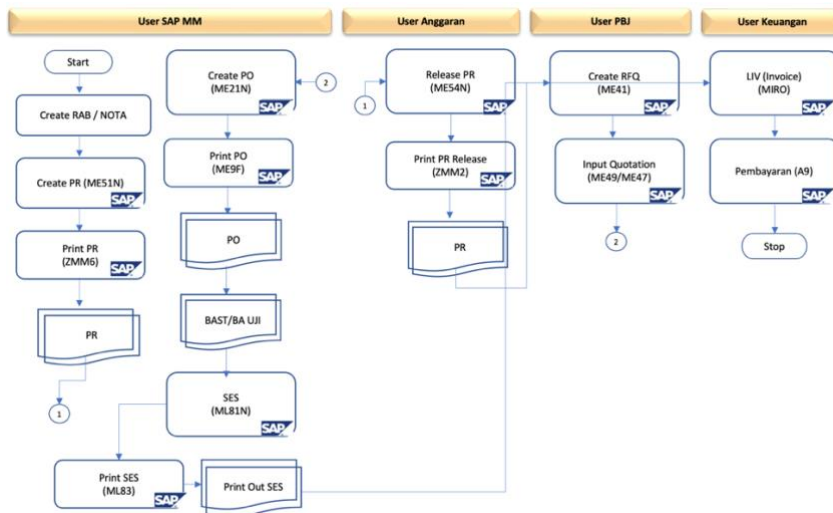 User SAP MM
User Anggaran
User PBJ
User Keuangan
Start
Create RAB / NOTA
Create PR (ME51N)
SAP
Print PR
(ZMM6)
SAP
PR
1
Create PO
(ME21N)
SAP
2
Print PO
(ME9F)
SAP
PO
BAST/BA UJI
SES
(ML81N)
SAP
Print SES
(ML83)
SAP
Print Out SES
Release PR
(ME54N)
SAP
1
Print PR Release
(ZMM2)
SAP
PR
Create RFQ
(ME41)
SAP
Input Quotation
(ME49/ME47)
SAP
2
LIV (Invoice)
(MIRO)
SAP
Pembayaran (A9)
SAP
Stop